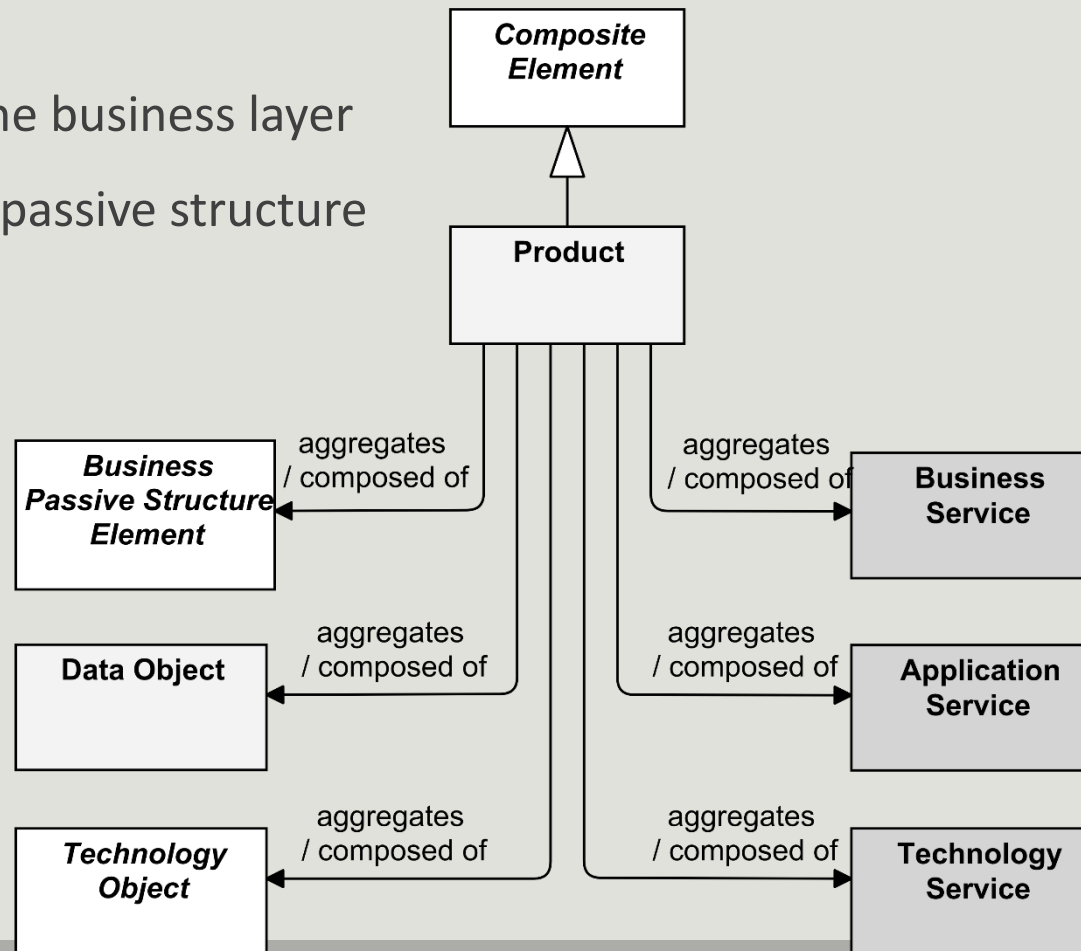 Composite
Element
ne business layer
passive structure
Product
aggregates
/ composed of
aggregates
/ composed of
Business
Passive Structure
Element
Business
Service
aggregates
/ composed of
aggregates
/ composed of
Data Object
Application
Service
aggregates
/ composed of
aggregates
/ composed of
Technology
Object
Technology
Service